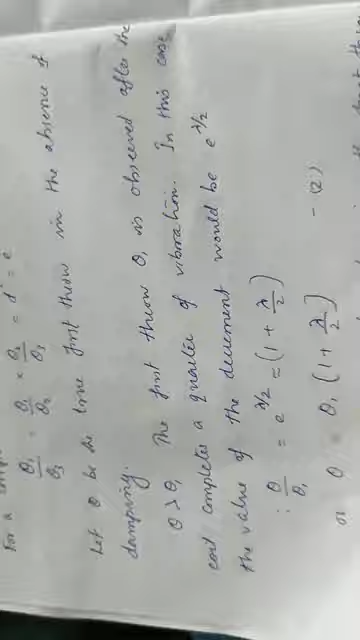 For a
θ₁/θ₃ = θ₁/θ₂ × θ₂/θ₃ = d² = e
Let θ be the true first throw in the absence of
damping.
θ > θ₁ The first throw θ₁ is observed after the
coil completes a quarter of vibration. In this case
the value of the decrement would be e^(λ/2)
∴ θ/θ₁ = e^(λ/2) = (1 + λ/2)
or θ = θ₁ (1 + λ/2) - (2)